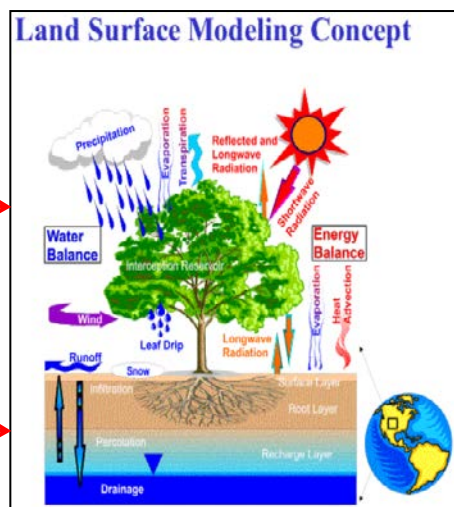 Land Surface Modeling Concept
Precipitation
Evaporation
Transpiration
Reflected and
Longwave
Radiation
Shortwave
Radiation
Water
Balance
Interception Reservoir
Energy
Balance
Wind
Leaf Drip
Longwave
Radiation
Evaporation
Heat
Advection
Runoff
Snow
Surface Layer
Infiltration
Root Layer
Percolation
Recharge Layer
Drainage